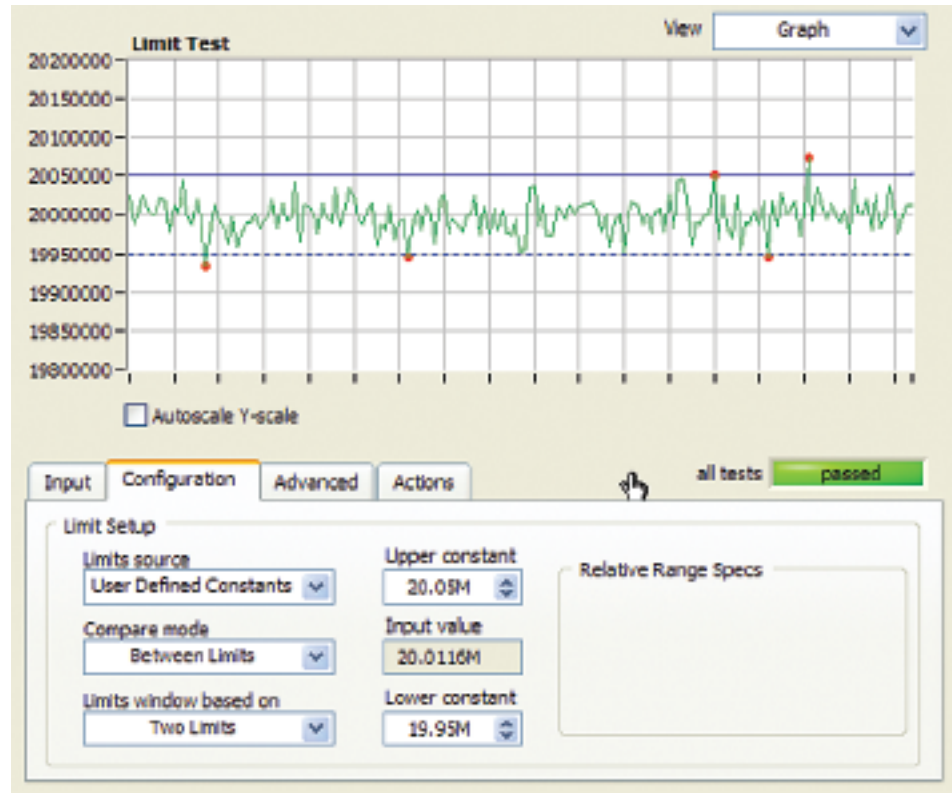 View Graph
Limit Test
20200000
20150000
20100000
20050000
20000000
19950000
19900000
19850000
19800000
Autoscale Y-scale
Input Configuration Advanced Actions
all tests passed
Limit Setup
Limits source
User Defined Constants
Upper constant
20.05M
Relative Range Specs
Compare mode
Between Limits
Input value
20.0116M
Limits window based on
Two Limits
Lower constant
19.95M